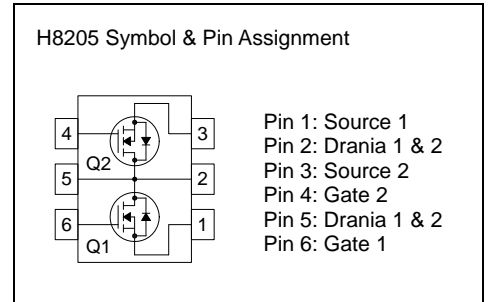 H8205 Symbol & Pin Assignment
4
3
Q2
5
2
6
1
Q1
Pin 1: Source 1
Pin 2: Drania 1 & 2
Pin 3: Source 2
Pin 4: Gate 2
Pin 5: Drania 1 & 2
Pin 6: Gate 1